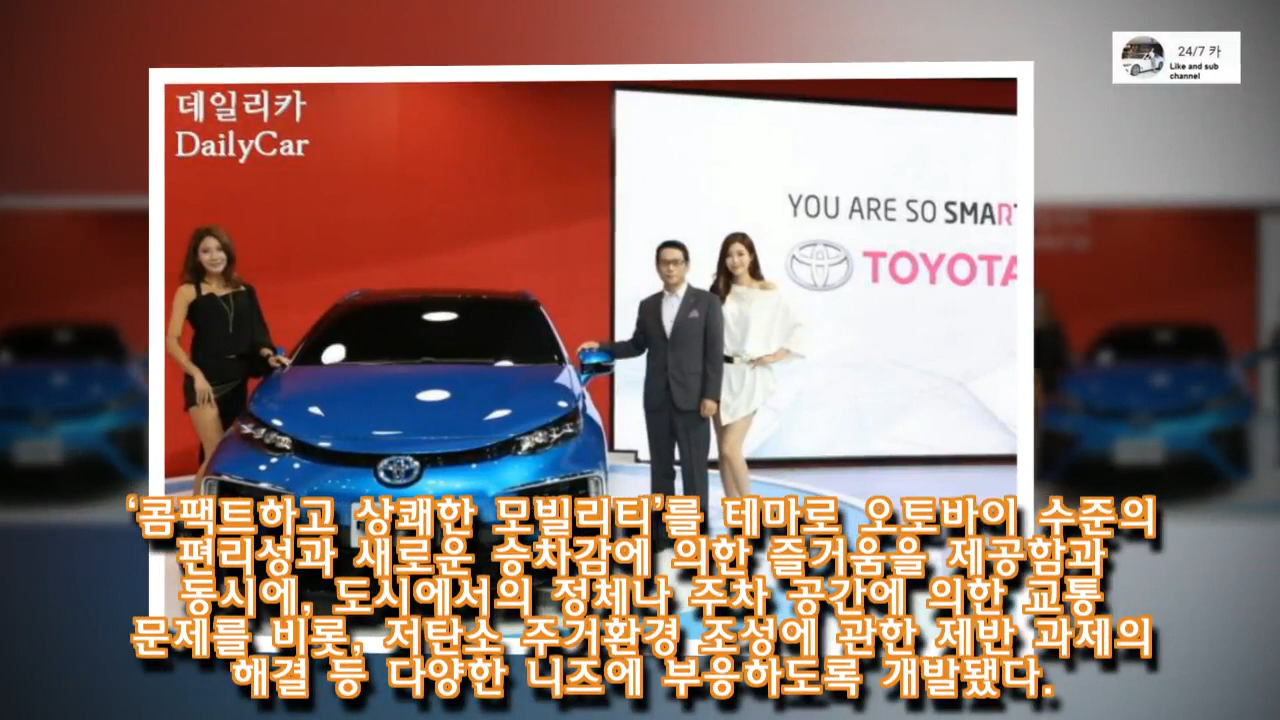 24/7 카
Like and sub
channel
데일리카
DailyCar
YOU ARE SO SMART
TOYOTA
‘콤팩트하고 상쾌한 모빌리티’를 테마로 오토바이 수준의
편리성과 새로운 승차감에 의한 즐거움을 제공함과
동시에, 도시에서의 정체나 주차 공간에 의한 교통
문제를 비롯, 저탄소 주거환경 조성에 관한 제반 과제의
해결 등 다양한 니즈에 부응하도록 개발됐다.